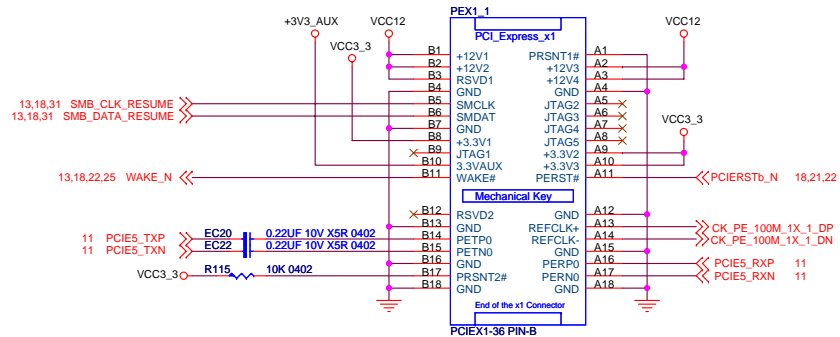 PEX1_1
+3V3_AUX VCC12 PCI_Express_x1 VCC12
VCC3_3
B1 +12V1 PRSNT1# A1
B2 +12V2 +12V3 A2
B3 RSVD1 +12V4 A3
B4 GND GND A4
13,18,31 SMB_CLK_RESUME B5 SMCLK JTAG2 A5
13,18,31 SMB_DATA_RESUME B6 SMDAT JTAG3 A6
B7 GND JTAG4 A7 VCC3_3
B8 +3.3V1 JTAG5 A8
B9 JTAG1 +3.3V2 A9
B10 3.3VAUX +3.3V3 A10
13,18,22,25 WAKE_N B11 WAKE# PERST# A11 PCIERSTb_N 18,21,22
Mechanical Key
B12 RSVD2 GND A12
B13 GND REFCLK+ A13 CK_PE_100M_1X_1_DP
11 PCIE5_TXP EC20 0.22UF 10V X5R 0402 B14 PETP0 REFCLK- A14 CK_PE_100M_1X_1_DN
11 PCIE5_TXN EC22 0.22UF 10V X5R 0402 B15 PETN0 GND A15
B16 GND PERP0 A16 PCIE5_RXP 11
VCC3_3 R115 10K 0402 B17 PRSNT2# PERN0 A17 PCIE5_RXN 11
B18 GND GND A18
End of the x1 Connector
PCIEX1-36 PIN-B